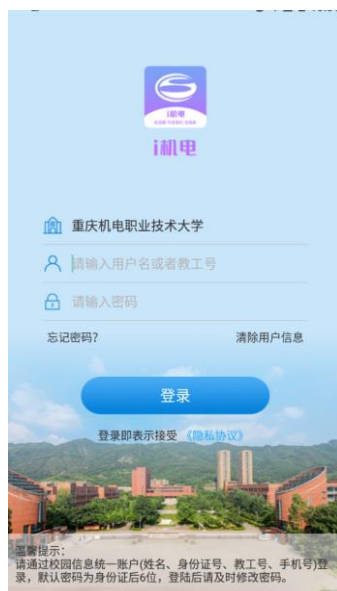 i机电
i机电
重庆机电职业技术大学
请输入用户名或者教工号
请输入密码
忘记密码?
清除用户信息
登录
登录即表示接受 《隐私协议》
温馨提示：
请通过校园信息统一账户(姓名、身份证号、教工号、手机号)登
录，默认密码为身份证后6位，登陆后请及时修改密码。